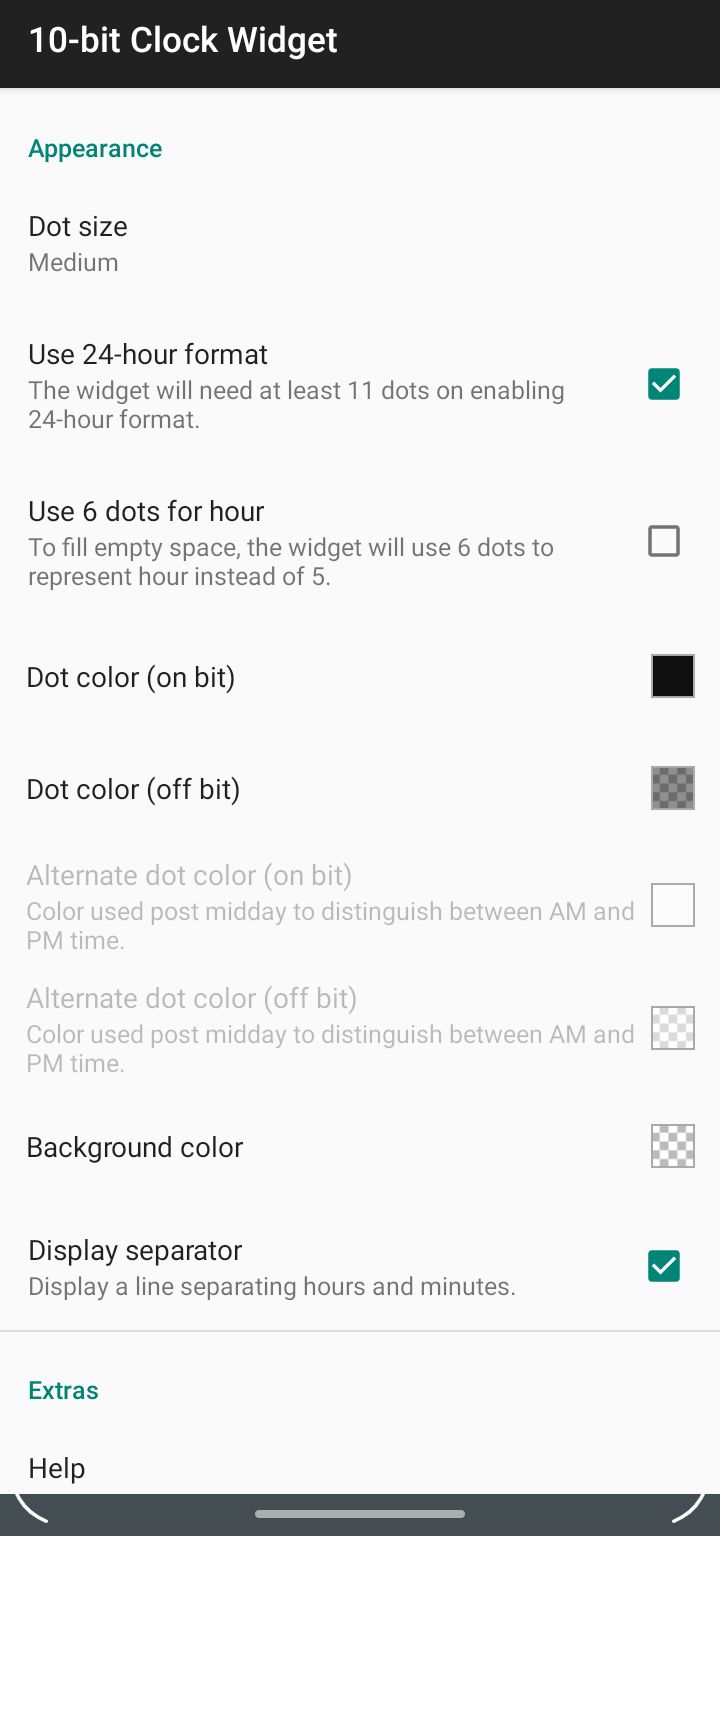 10-bit Clock Widget
Appearance
Dot size
Medium
Use 24-hour format
The widget will need at least 11 dots on enabling
24-hour format.
Use 6 dots for hour
To fill empty space, the widget will use 6 dots to
represent hour instead of 5.
Dot color (on bit)
Dot color (off bit)
Alternate dot color (on bit)
Color used post midday to distinguish between AM and
PM time.
Alternate dot color (off bit)
Color used post midday to distinguish between AM and
PM time.
Background color
Display separator
Display a line separating hours and minutes.
Extras
Help